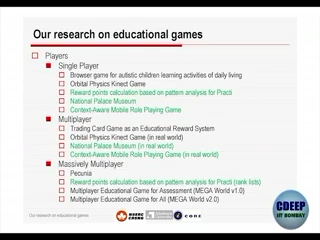 Our research on educational games
Players
Single Player
Browser game for autistic children learning activities of daily living
Orbital Physics Kinect Game
Reward points calculation based on pattern analysis for Practi
National Palace Museum
Context-Aware Mobile Role Playing Game
Multiplayer
Trading Card Game as an Educational Reward System
Orbital Physics Kinect Game (in real world)
National Palace Museum (in real world)
Context-Aware Mobile Role Playing Game (in real world)
Massively Multiplayer
Pecunia
Reward points calculation based on pattern analysis for Practi (rank lists)
Multiplayer Educational Game for Assessment (MEGA World v1.0)
Multiplayer Educational Game for All (MEGA World v2.0)
Our research on educational games
NSERC
CRSNG
CORE
CDEEP
IIT BOMBAY